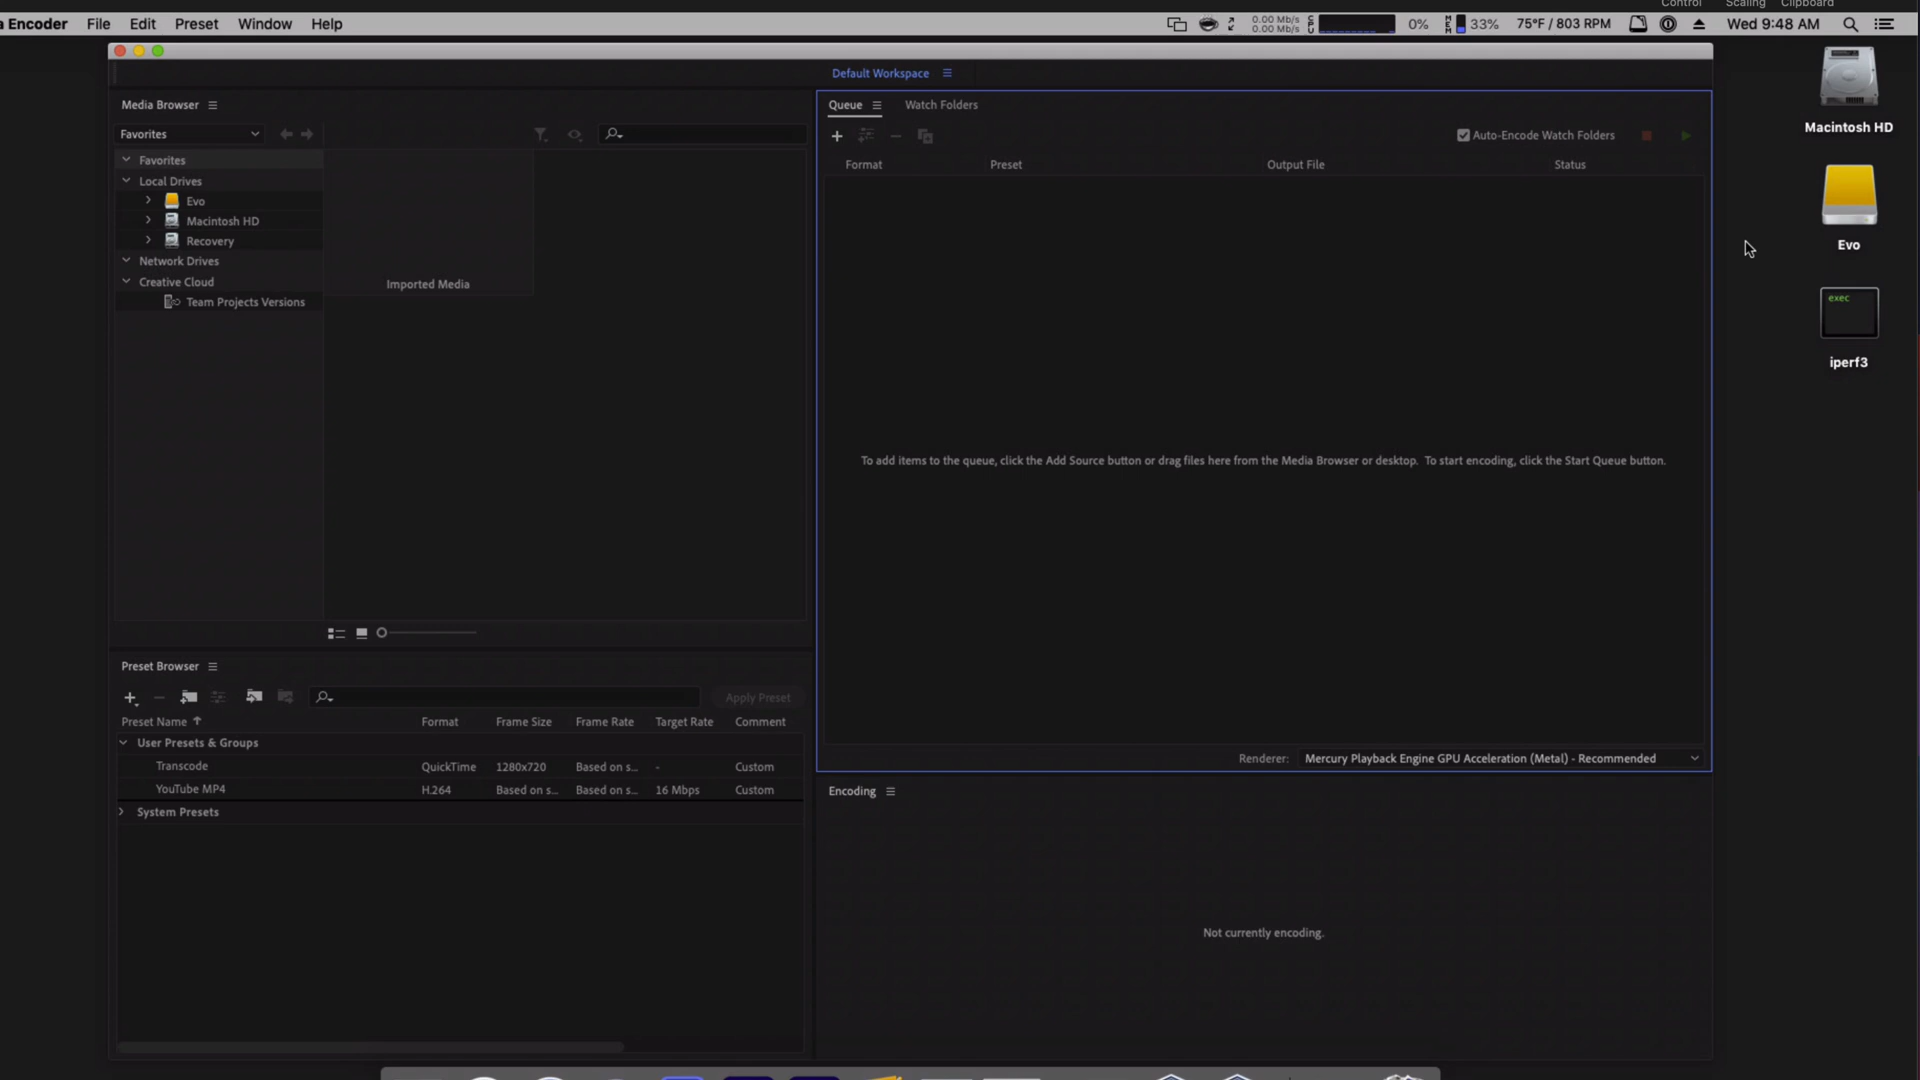 Control Scaling Clipboard
a Encoder File Edit Preset Window Help
0.00 Mb/s
0.00 Mb/s
CPU 0% MEM 33% 75°F / 803 RPM Wed 9:48 AM
Default Workspace
Media Browser
Favorites
Favorites
Local Drives
Evo
Macintosh HD
Recovery
Network Drives
Creative Cloud
Team Projects Versions
Imported Media
Queue Watch Folders
Auto-Encode Watch Folders
Format Preset Output File Status
To add items to the queue, click the Add Source button or drag files here from the Media Browser or desktop. To start encoding, click the Start Queue button.
Renderer: Mercury Playback Engine GPU Acceleration (Metal) - Recommended
Macintosh HD
Evo
exec
iperf3
Preset Browser
Apply Preset
Preset Name Format Frame Size Frame Rate Target Rate Comment
User Presets & Groups
Transcode QuickTime 1280x720 Based on s... - Custom
YouTube MP4 H.264 Based on s... Based on s... 16 Mbps Custom
System Presets
Encoding
Not currently encoding.